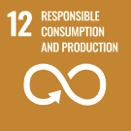 12 RESPONSIBLE
CONSUMPTION
AND PRODUCTION